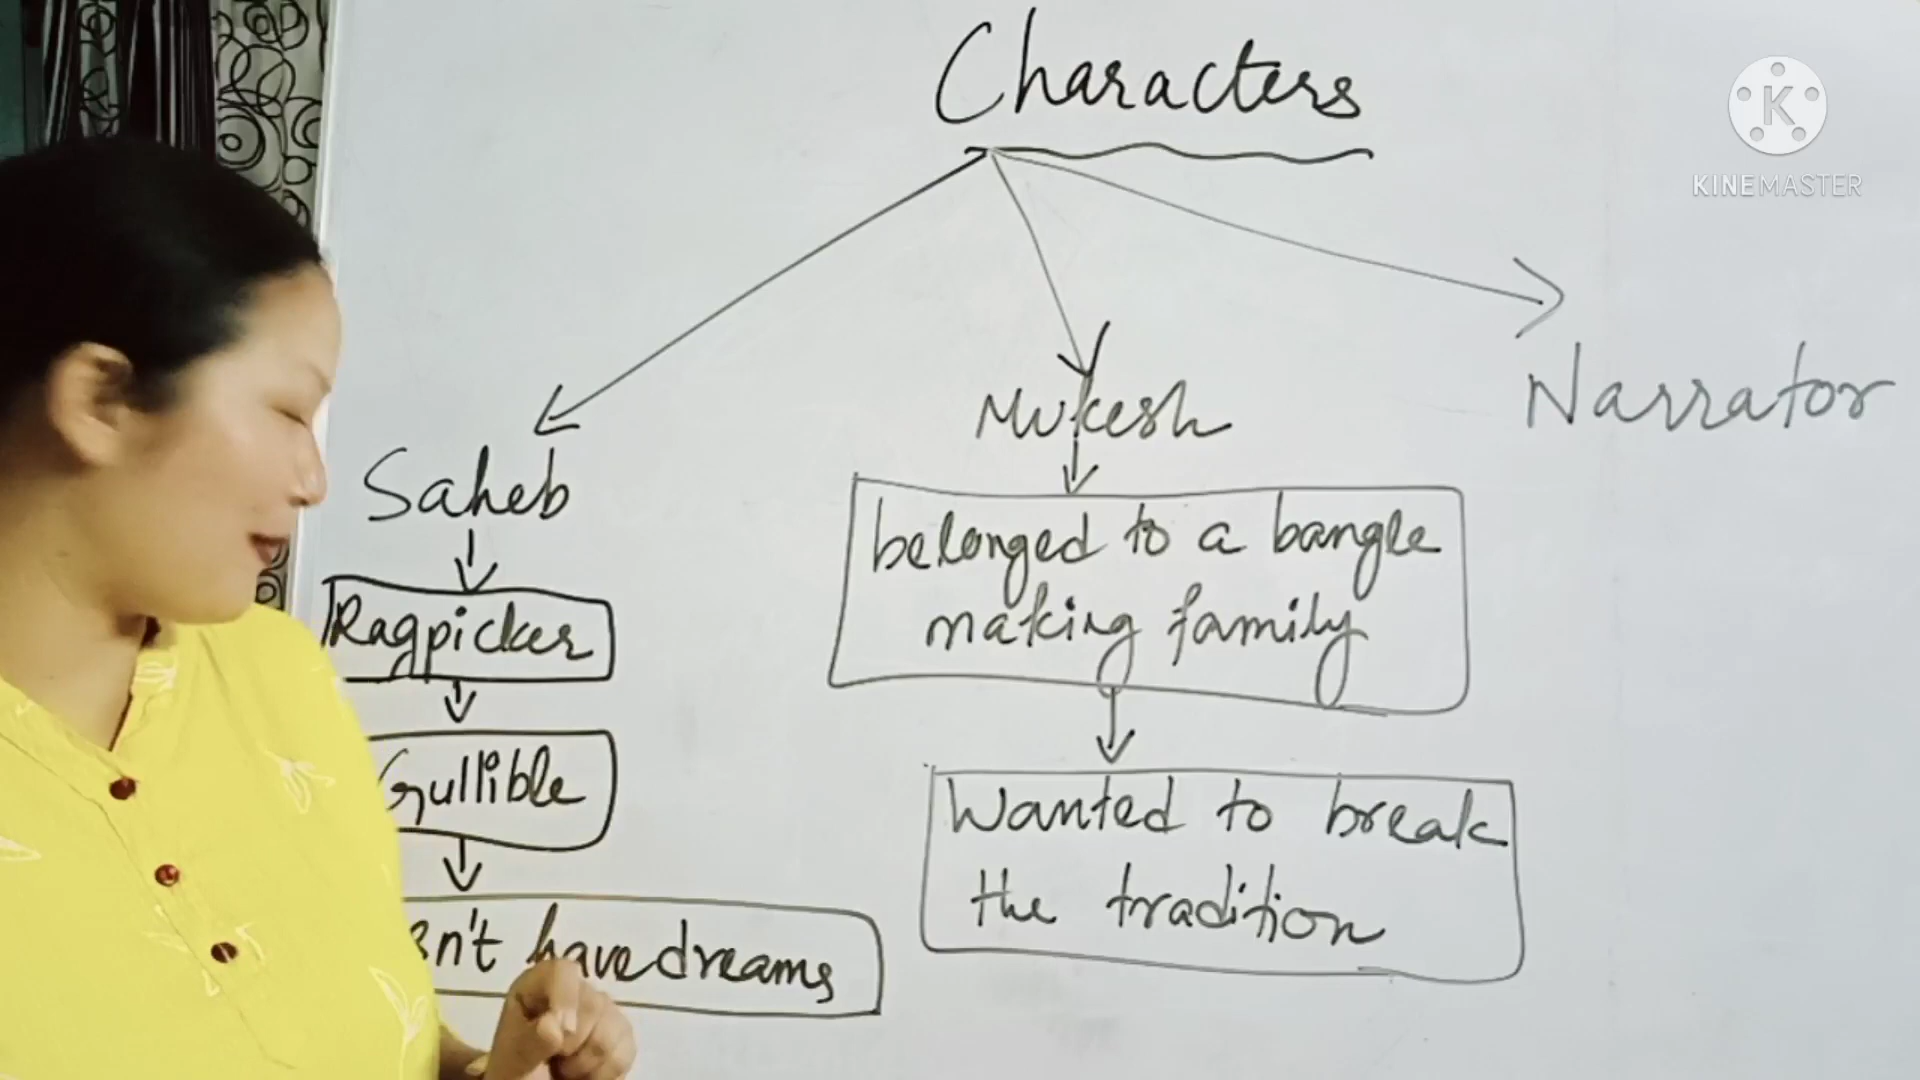 Characters
KINEMASTER
Saheb
Ragpicker
Gullible
have dreams
Mukesh
belonged to a bangle
making family
Wanted to break
the tradition
Narrator